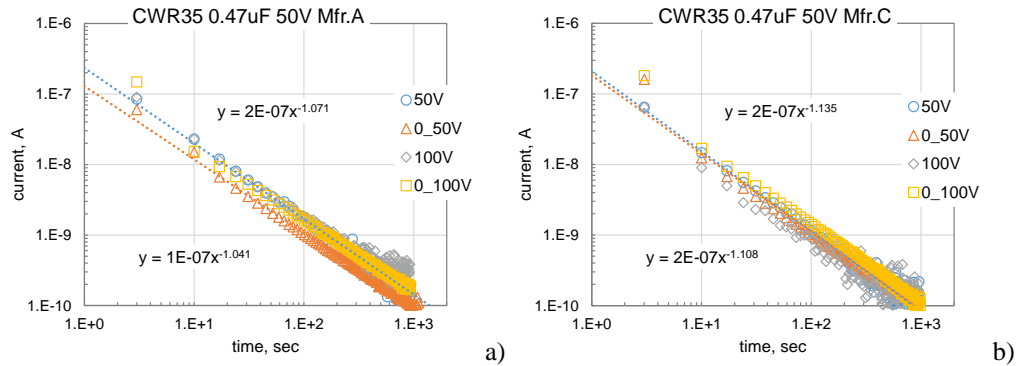 CWR35 0.47uF 50V Mfr.A
1.E-6
1.E-7
1.E-8
1.E-9
1.E-10
current, A
1.E+0
1.E+1
1.E+2
1.E+3
time, sec
y = 2E-07x^-1.071
y = 1E-07x^-1.041
50V
0_50V
100V
0_100V
a)
CWR35 0.47uF 50V Mfr.C
1.E-6
1.E-7
1.E-8
1.E-9
1.E-10
current, A
1.E+0
1.E+1
1.E+2
1.E+3
time, sec
y = 2E-07x^-1.135
y = 2E-07x^-1.108
50V
0_50V
100V
0_100V
b)